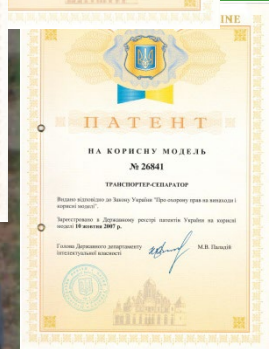 INE
ПАТЕНТ
НА КОРИСНУ МОДЕЛЬ
№ 26841
ТРАНСПОРТЕР-СЕПАРАТОР
Видано відповідно до Закону України "Про охорону прав на винаходи і
корисні моделі".
Зареєстровано в Державному реєстрі патентів України на корисні
моделі 10 жовтня 2007 р.
Голова Державного департаменту
інтелектуальної власності
М.В. Паладій